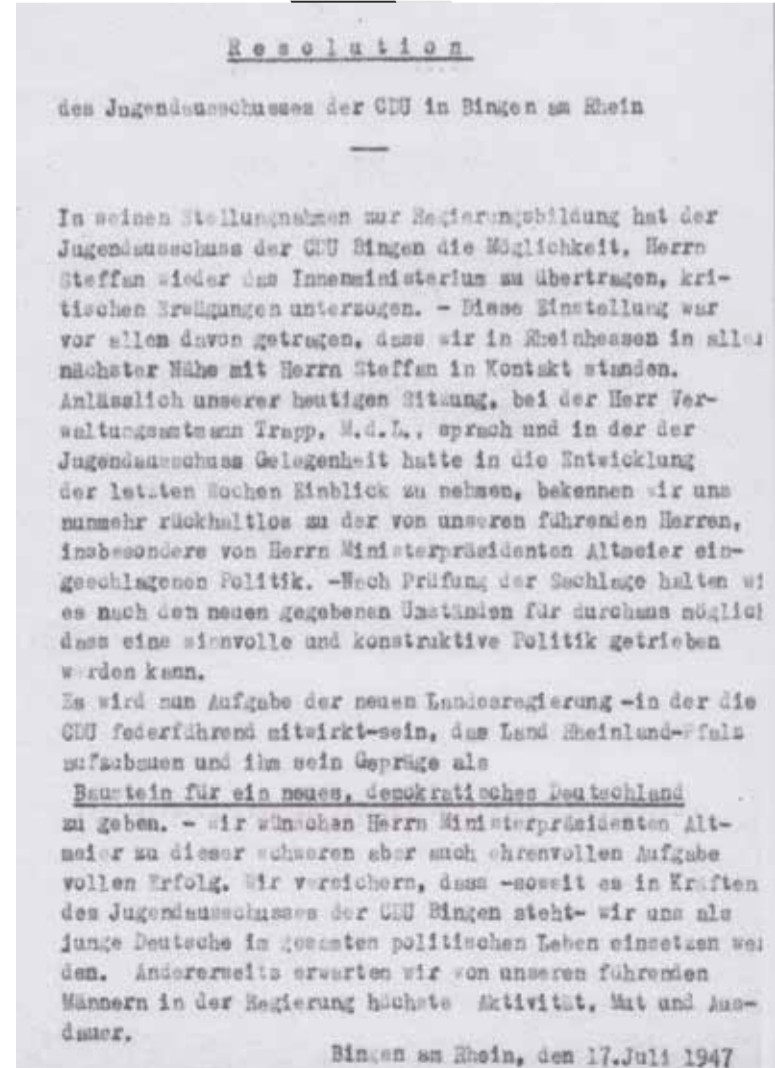 Resolution
des Jugendausschusses der CDU in Bingen am Rhein
In seinen Stellungnahmen zur Regierungsbildung hat der
Jugendausschuss der CDU Bingen die Möglichkeit, Herrn
Steffan wieder das Innenministerium zu übertragen, kri-
tischen Erwägungen unterzogen. - Diese Einstellung war
vor allem davon getragen, dass wir in Rheinhessen in aller
nächster Nähe mit Herrn Steffan in Kontakt standen.
Anlässlich unserer heutigen Sitzung, bei der Herr Ver-
waltungsamtmann Trapp, M.d.L., sprach und in der der
Jugendausschuss Gelegenheit hatte in die Entwicklung
der letzten Wochen Einblick zu nehmen, bekennen wir uns
nunmehr rückhaltlos zu der von unseren führenden Herren,
insbesondere von Herrn Ministerpräsidenten Altmeier ein-
geschlagenen Politik. -Nach Prüfung der Sachlage halten wi
es nach den neuen gegebenen Umständen für durchaus möglich
dass eine sinnvolle und konstruktive Politik getrieben
werden kann.
Es wird nun Aufgabe der neuen Landesregierung -in der die
CDU federführend mitwirkt-sein, das Land Rheinland-Pfalz
aufzubauen und ihm sein Gepräge als
Baustein für ein neues, demokratisches Deutschland
zu geben. - Wir wünschen Herrn Ministerpräsidenten Alt-
meier zu dieser schweren aber auch ehrenvollen Aufgabe
vollen Erfolg. Wir versichern, dass -soweit es in Kräften
des Jugendausschusses der CDU Bingen steht- wir uns als
junge Deutsche im gesamten politischen Leben einsetzen wer
den. Andererseits erwarten wir von unseren führenden
Männern in der Regierung höchste Aktivität, Mut und Aus-
dauer.
Bingen am Rhein, den 17.Juli 1947